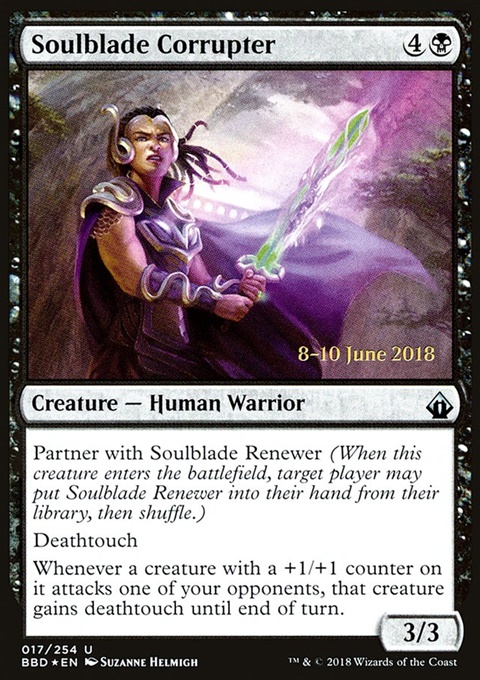 Soulblade Corrupter 4
8–10 June 2018
Creature — Human Warrior
Partner with Soulblade Renewer (When this
creature enters the battlefield, target player may
put Soulblade Renewer into their hand from their
library, then shuffle.)
Deathtouch
Whenever a creature with a +1/+1 counter on
it attacks one of your opponents, that creature
gains deathtouch until end of turn.
3/3
017/254 U
BBD★EN Suzanne Helmigh
™ & © 2018 Wizards of the Coast